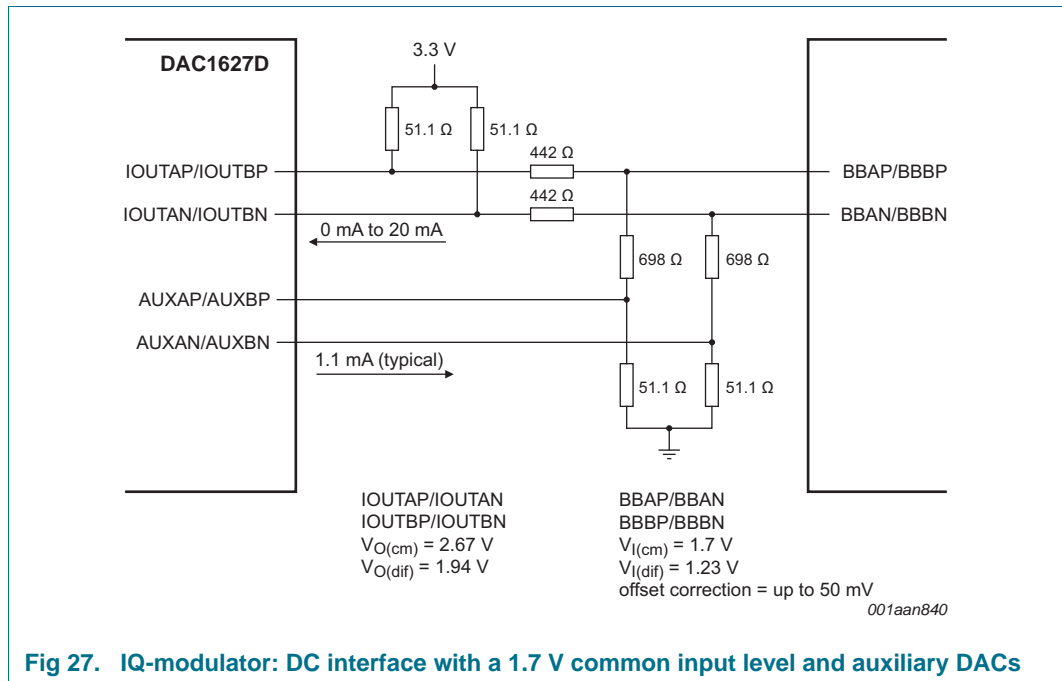 3.3 V
DAC1627D
51.1 Ω
51.1 Ω
442 Ω
IOUTAP/IOUTBP
BBAP/BBBP
442 Ω
IOUTAN/IOUTBN
BBAN/BBBN
0 mA to 20 mA
698 Ω
698 Ω
AUXAP/AUXBP
AUXAN/AUXBN
1.1 mA (typical)
51.1 Ω
51.1 Ω
IOUTAP/IOUTAN
IOUTBP/IOUTBN
VO(cm) = 2.67 V
VO(dif) = 1.94 V
BBAP/BBAN
BBBP/BBBN
VI(cm) = 1.7 V
VI(dif) = 1.23 V
offset correction = up to 50 mV
001aan840
Fig 27. IQ-modulator: DC interface with a 1.7 V common input level and auxiliary DACs